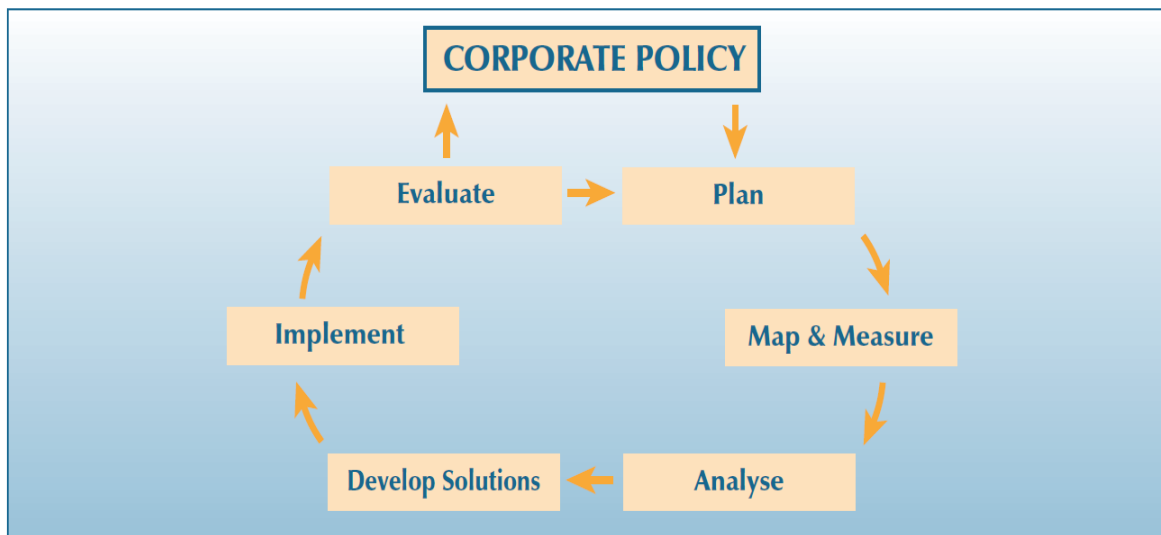 CORPORATE POLICY
Evaluate
Plan
Implement
Map & Measure
Develop Solutions
Analyse